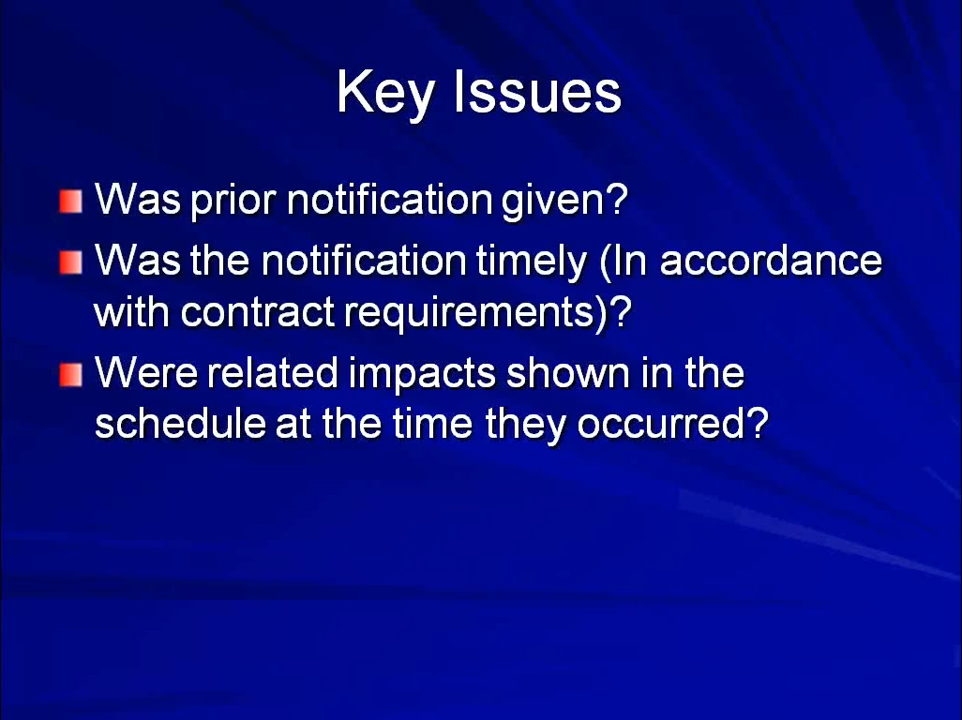 Key Issues
Was prior notification given?
Was the notification timely (In accordance
with contract requirements)?
Were related impacts shown in the
schedule at the time they occurred?